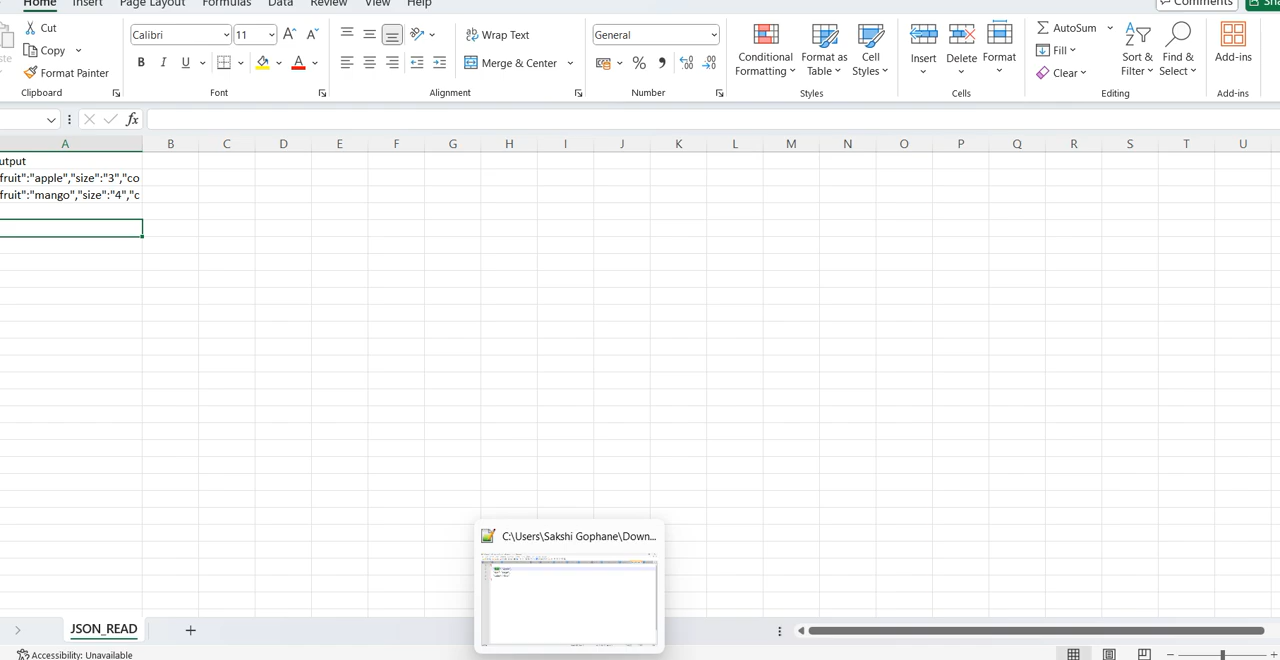 Home Insert Page Layout Formulas Data Review View Help Comments Sha
Cut
Copy
Format Painter
Clipboard
Calibri 11
B I U
Font
Wrap Text
Merge & Center
Alignment
General
Number
Conditional Formatting
Format as Table
Cell Styles
Styles
Insert Delete Format
Cells
AutoSum
Fill
Clear
Sort & Filter
Find & Select
Editing
Add-ins
Add-ins
fx
A B C D E F G H I J K L M N O P Q R S T U
utput
fruit":"apple","size":"3","co
fruit":"mango","size":"4","c
C:\Users\Sakshi Gophane\Down...
JSON_READ
Accessibility: Unavailable